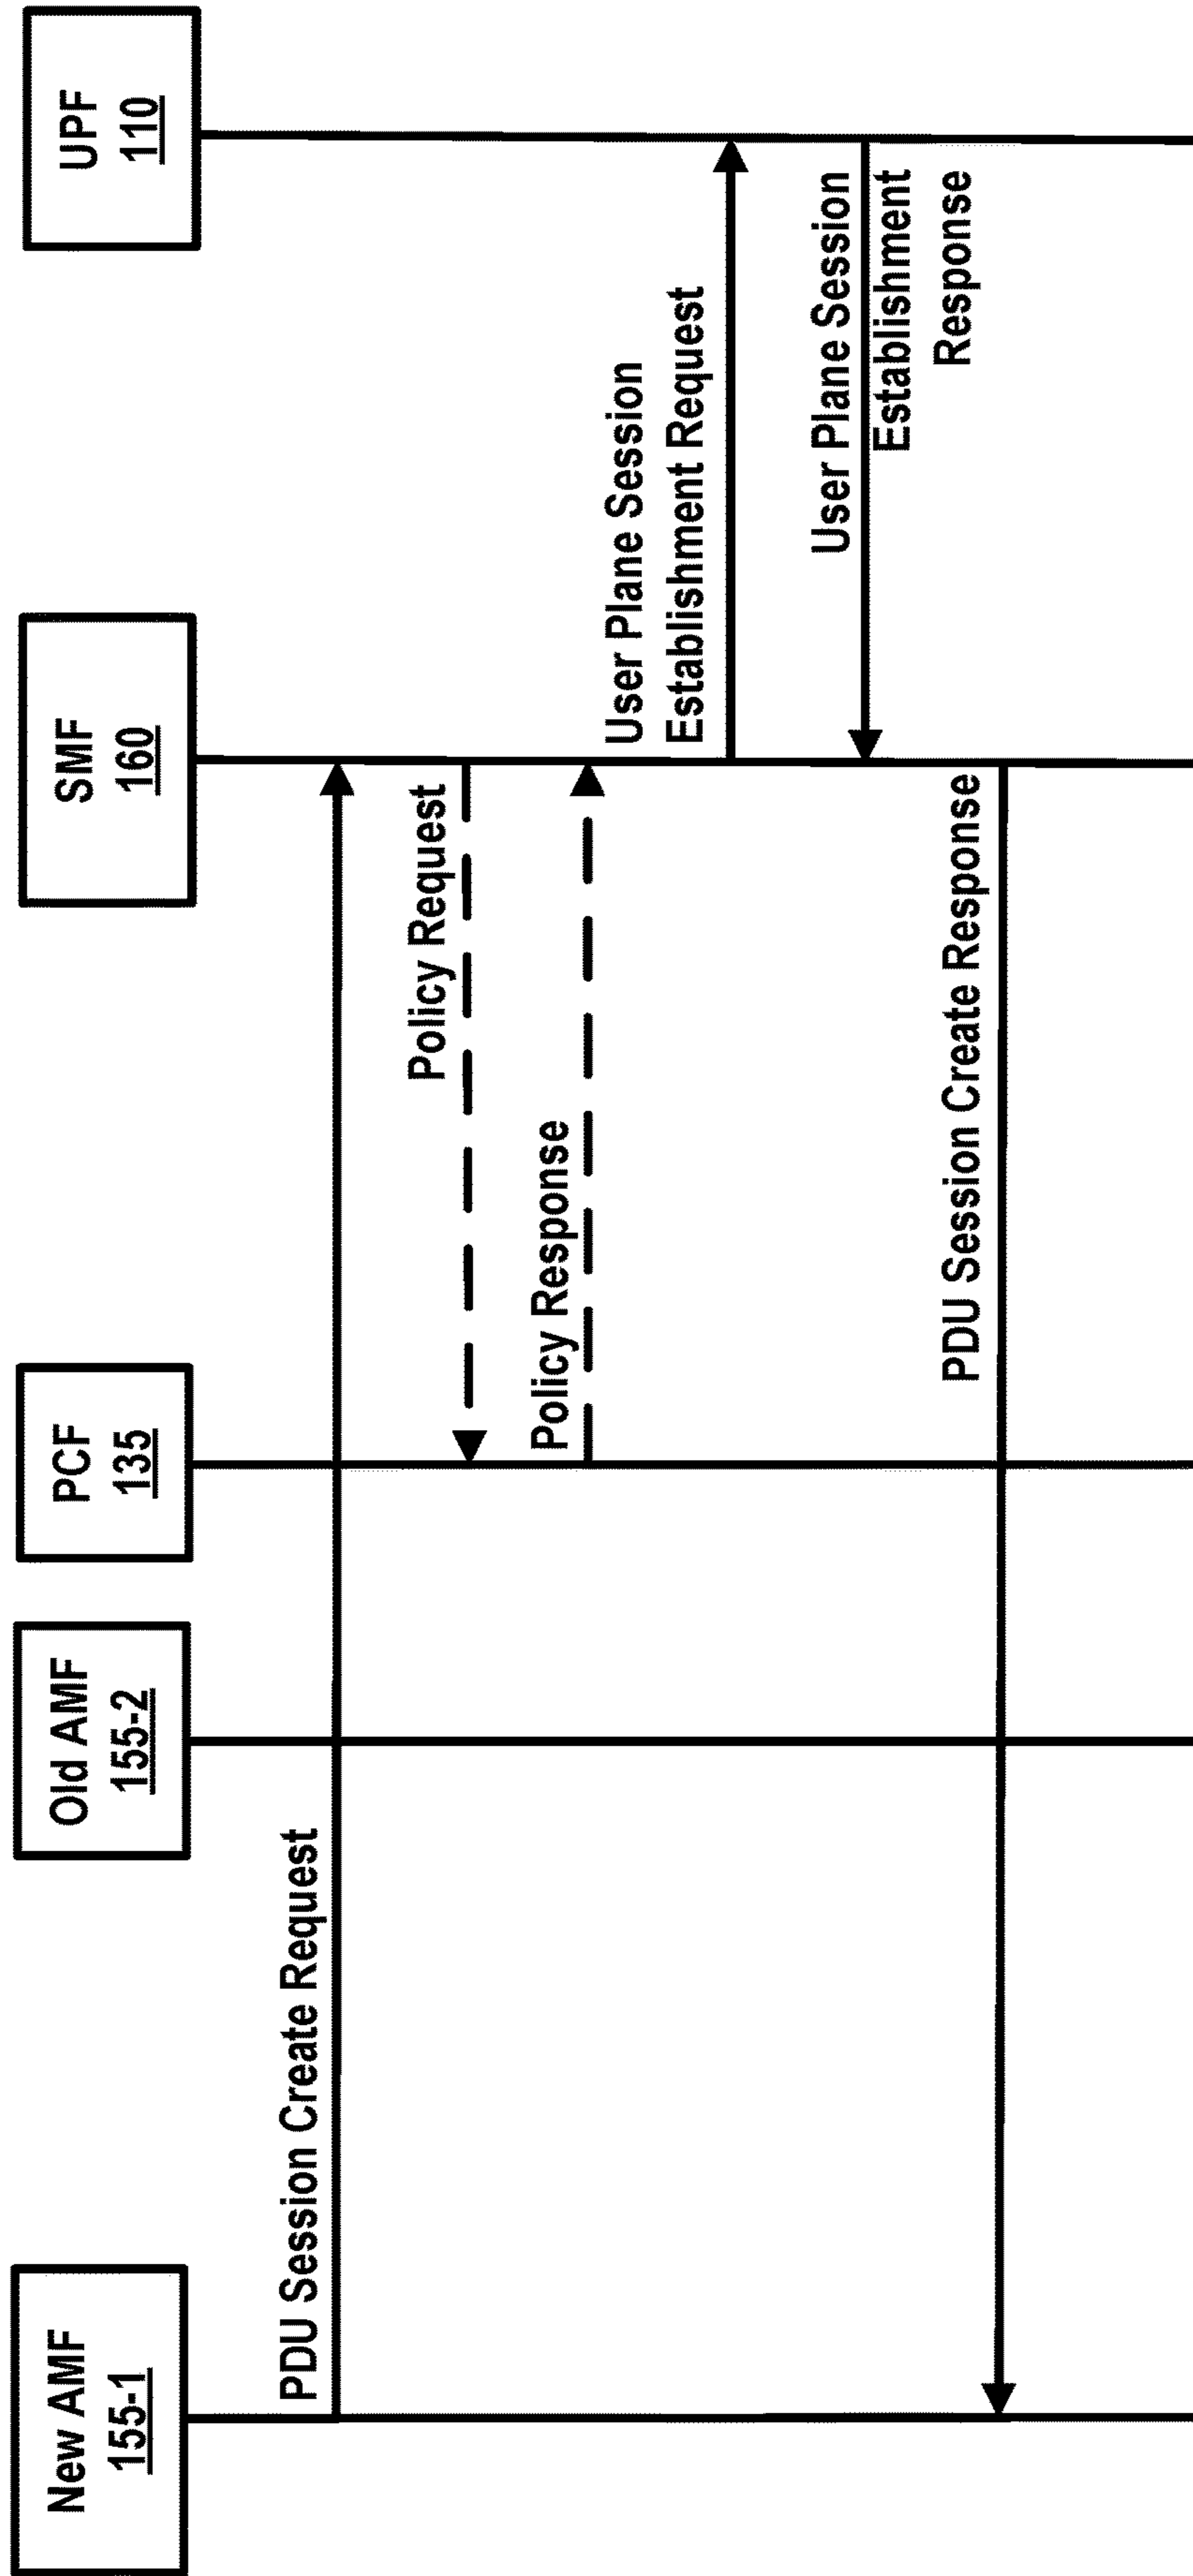 New AMF
155-1
Old AMF
155-2
PCF
135
SMF
160
UPF
110
PDU Session Create Request
Policy Request
Policy Response
User Plane Session
Establishment Request
User Plane Session
Establishment
Response
PDU Session Create Response